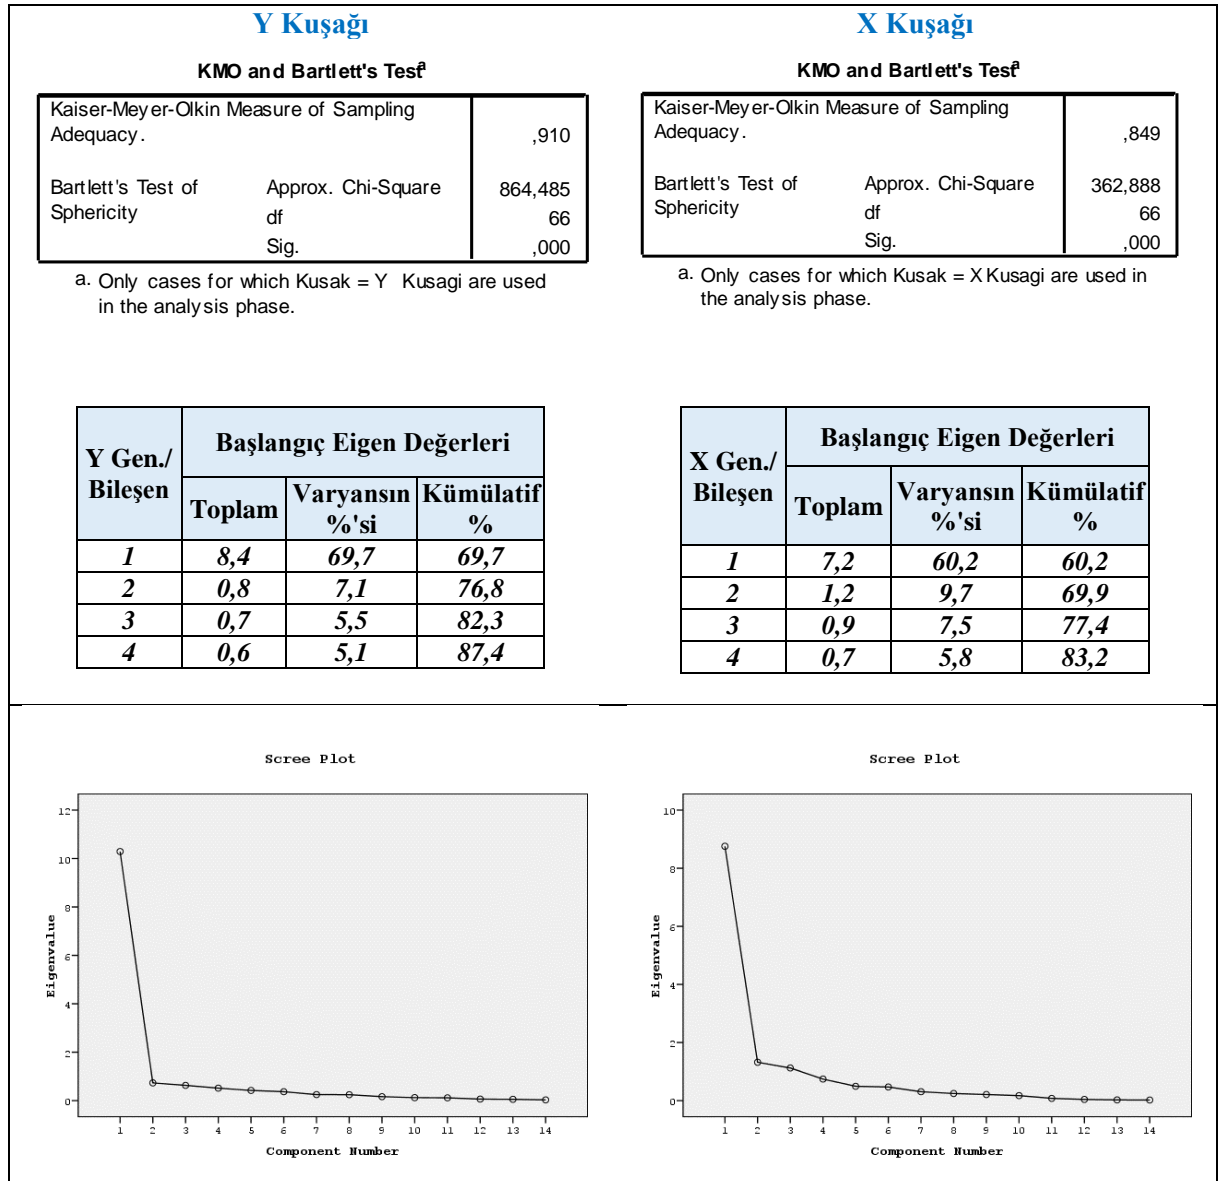 Y Kuşağı
KMO and Bartlett's Test^a
Kaiser-Meyer-Olkin Measure of Sampling
Adequacy. ,910
Bartlett's Test of Approx. Chi-Square 864,485
Sphericity df 66
Sig. ,000
a. Only cases for which Kusak = Y Kusagi are used
in the analysis phase.
Y Gen./ Bileşen
Başlangıç Eigen Değerleri
Toplam Varyansın %'si Kümülatif %
1 8,4 69,7 69,7
2 0,8 7,1 76,8
3 0,7 5,5 82,3
4 0,6 5,1 87,4
X Kuşağı
KMO and Bartlett's Test^a
Kaiser-Meyer-Olkin Measure of Sampling
Adequacy. ,849
Bartlett's Test of Approx. Chi-Square 362,888
Sphericity df 66
Sig. ,000
a. Only cases for which Kusak = X Kusagi are used in
the analysis phase.
X Gen./ Bileşen
Başlangıç Eigen Değerleri
Toplam Varyansın %'si Kümülatif %
1 7,2 60,2 60,2
2 1,2 9,7 69,9
3 0,9 7,5 77,4
4 0,7 5,8 83,2
Scree Plot
Eigenvalue
12
10
8
6
4
2
0
1 2 3 4 5 6 7 8 9 10 11 12 13 14
Component Number
Scree Plot
Eigenvalue
10
8
6
4
2
0
1 2 3 4 5 6 7 8 9 10 11 12 13 14
Component Number